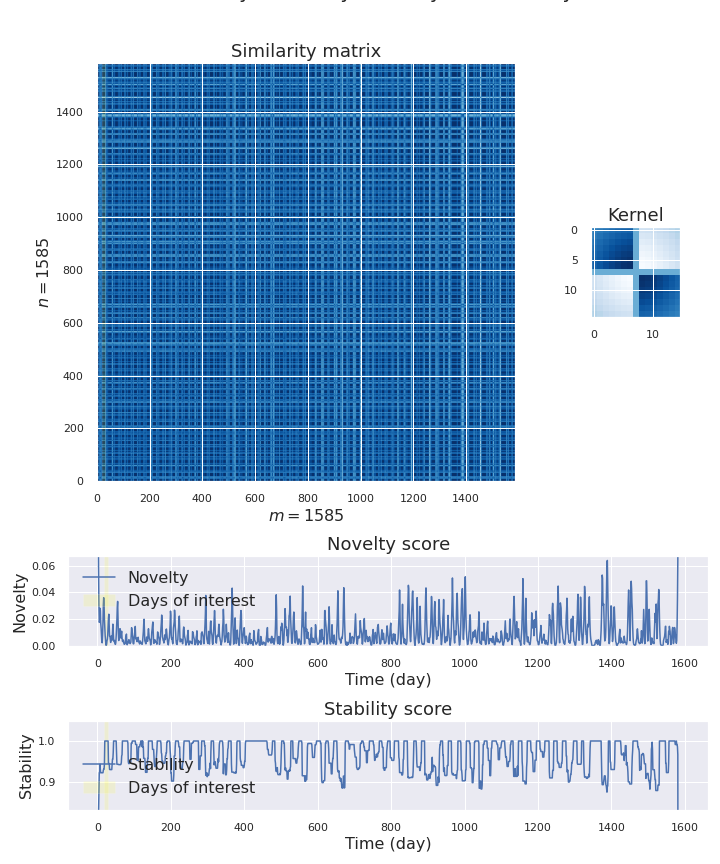 Similarity matrix
1400
1200
1000
800
600
400
200
0
n = 1585
0 200 400 600 800 1000 1200 1400
m = 1585
Kernel
0
5
10
0 10
Novelty score
0.06
0.04
0.02
0.00
Novelty
Novelty
Days of interest
0 200 400 600 800 1000 1200 1400 1600
Time (day)
Stability score
1.0
0.9
Stability
Stability
Days of interest
0 200 400 600 800 1000 1200 1400 1600
Time (day)